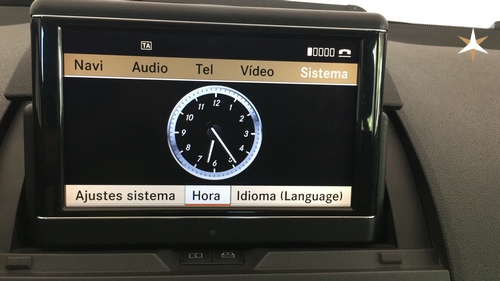 TA
Navi Audio Tel Vídeo Sistema
12
11 1
10 2
9 3
8 4
7 5
6
Ajustes sistema Hora Idioma (Language)